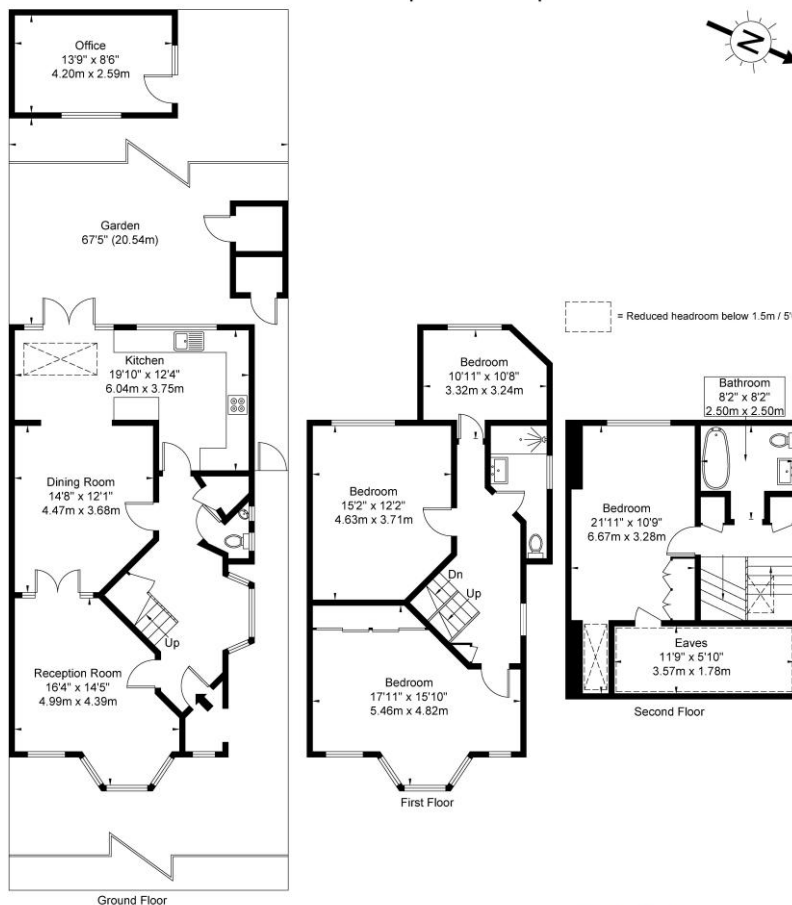 N
Office
13'9" x 8'6"
4.20m x 2.59m
Garden
67'5" (20.54m)
Kitchen
19'10" x 12'4"
6.04m x 3.75m
Dining Room
14'8" x 12'1"
4.47m x 3.68m
Up
Reception Room
16'4" x 14'5"
4.99m x 4.39m
Ground Floor
Bedroom
10'11" x 10'8"
3.32m x 3.24m
Bedroom
15'2" x 12'2"
4.63m x 3.71m
Dn
Up
Bedroom
17'11" x 15'10"
5.46m x 4.82m
First Floor
= Reduced headroom below 1.5m / 5'
Bathroom
8'2" x 8'2"
2.50m x 2.50m
Bedroom
21'11" x 10'9"
6.67m x 3.28m
Eaves
11'9" x 5'10"
3.57m x 1.78m
Second Floor